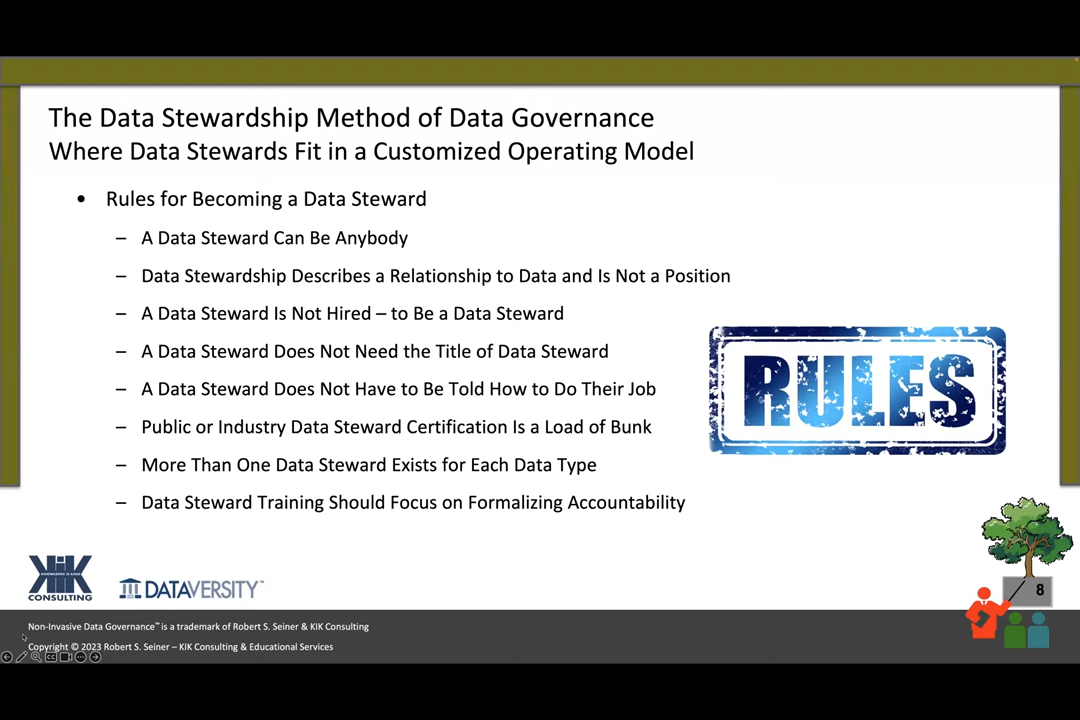 The Data Stewardship Method of Data Governance
Where Data Stewards Fit in a Customized Operating Model
• Rules for Becoming a Data Steward
– A Data Steward Can Be Anybody
– Data Stewardship Describes a Relationship to Data and Is Not a Position
– A Data Steward Is Not Hired – to Be a Data Steward
– A Data Steward Does Not Need the Title of Data Steward
– A Data Steward Does Not Have to Be Told How to Do Their Job
– Public or Industry Data Steward Certification Is a Load of Bunk
– More Than One Data Steward Exists for Each Data Type
– Data Steward Training Should Focus on Formalizing Accountability
RULES
KIK
CONSULTING
DATAVERSITY™
8
Non-Invasive Data Governance™ is a trademark of Robert S. Seiner & KIK Consulting
Copyright © 2023 Robert S. Seiner – KIK Consulting & Educational Services